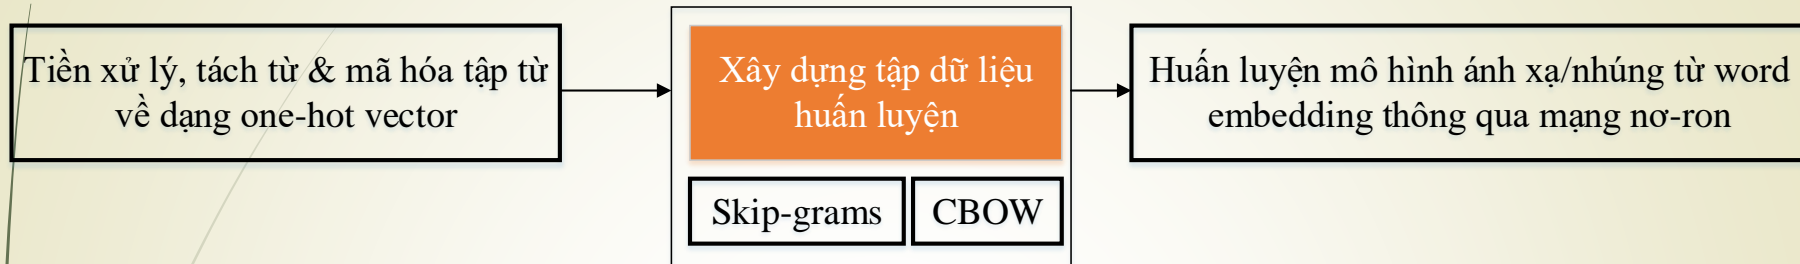 Tiền xử lý, tách từ & mã hóa tập từ
về dạng one-hot vector
Xây dựng tập dữ liệu
huấn luyện
Skip-grams
CBOW
Huấn luyện mô hình ánh xạ/nhúng từ word
embedding thông qua mạng nơ-ron